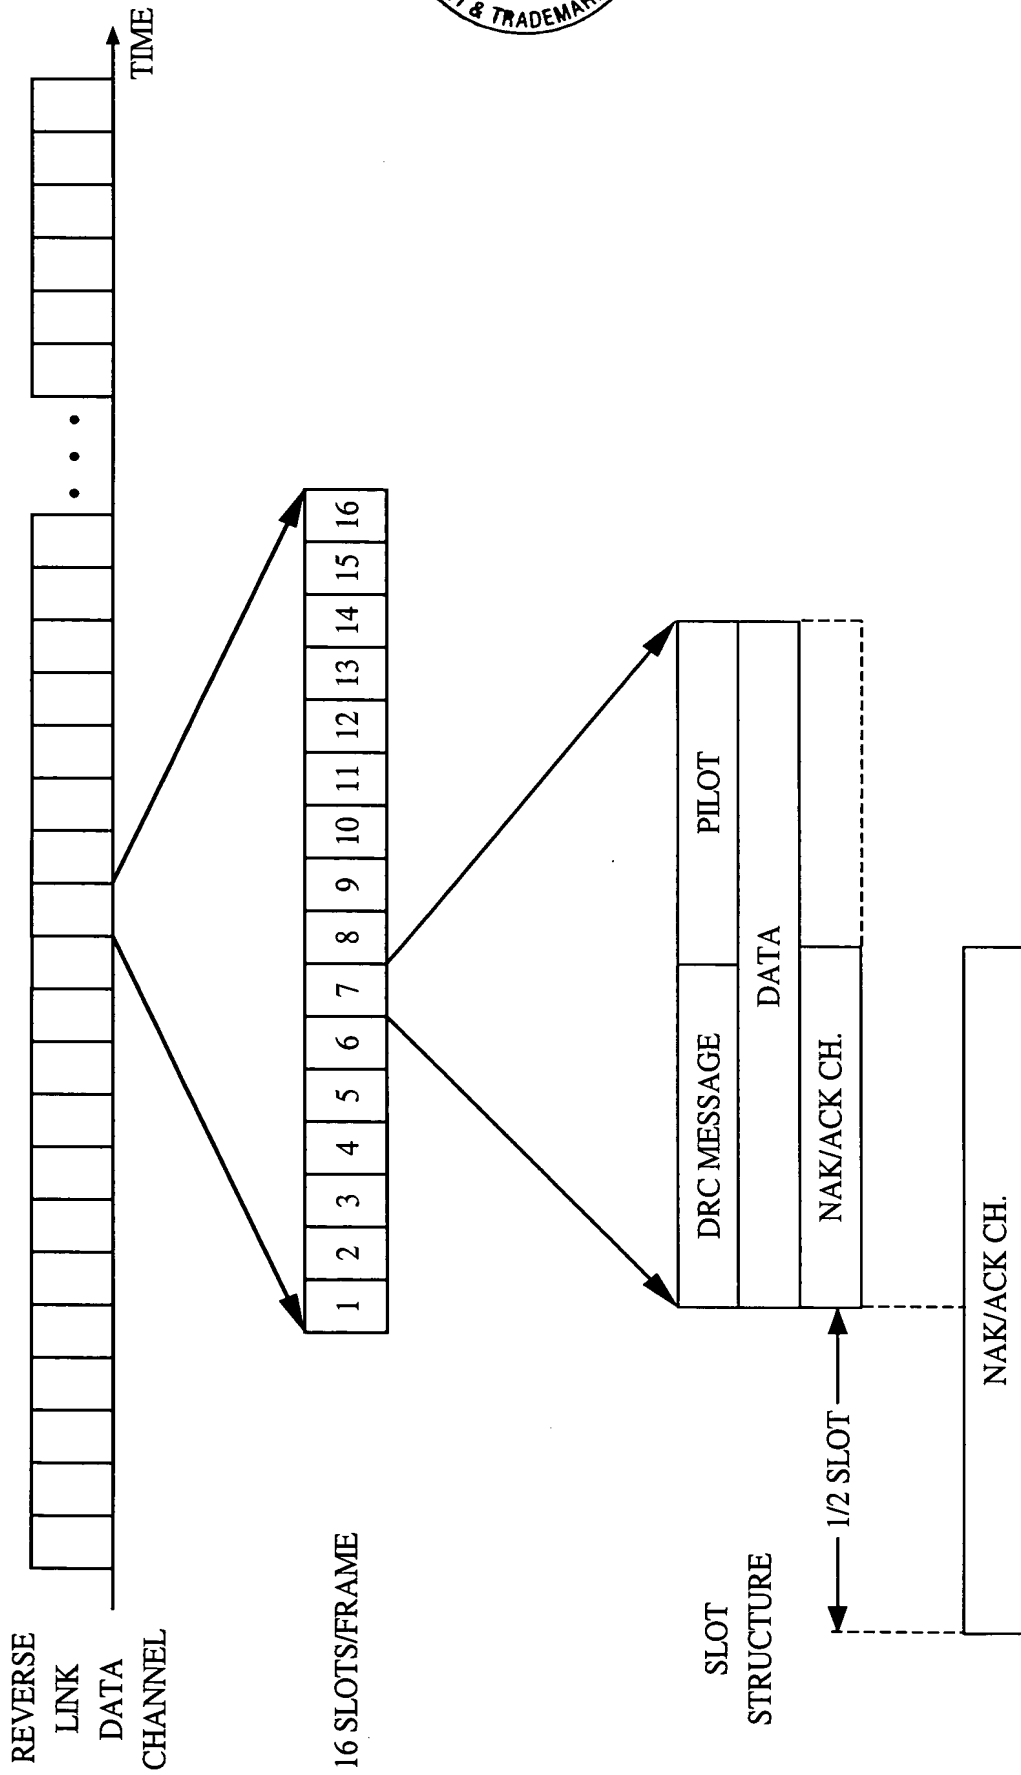 & TRADEMAR
REVERSE
LINK
DATA
CHANNEL
TIME
16 SLOTS/FRAME
1 2 3 4 5 6 7 8 9 10 11 12 13 14 15 16
SLOT
STRUCTURE
DRC MESSAGE
PILOT
DATA
NAK/ACK CH.
1/2 SLOT
NAK/ACK CH.